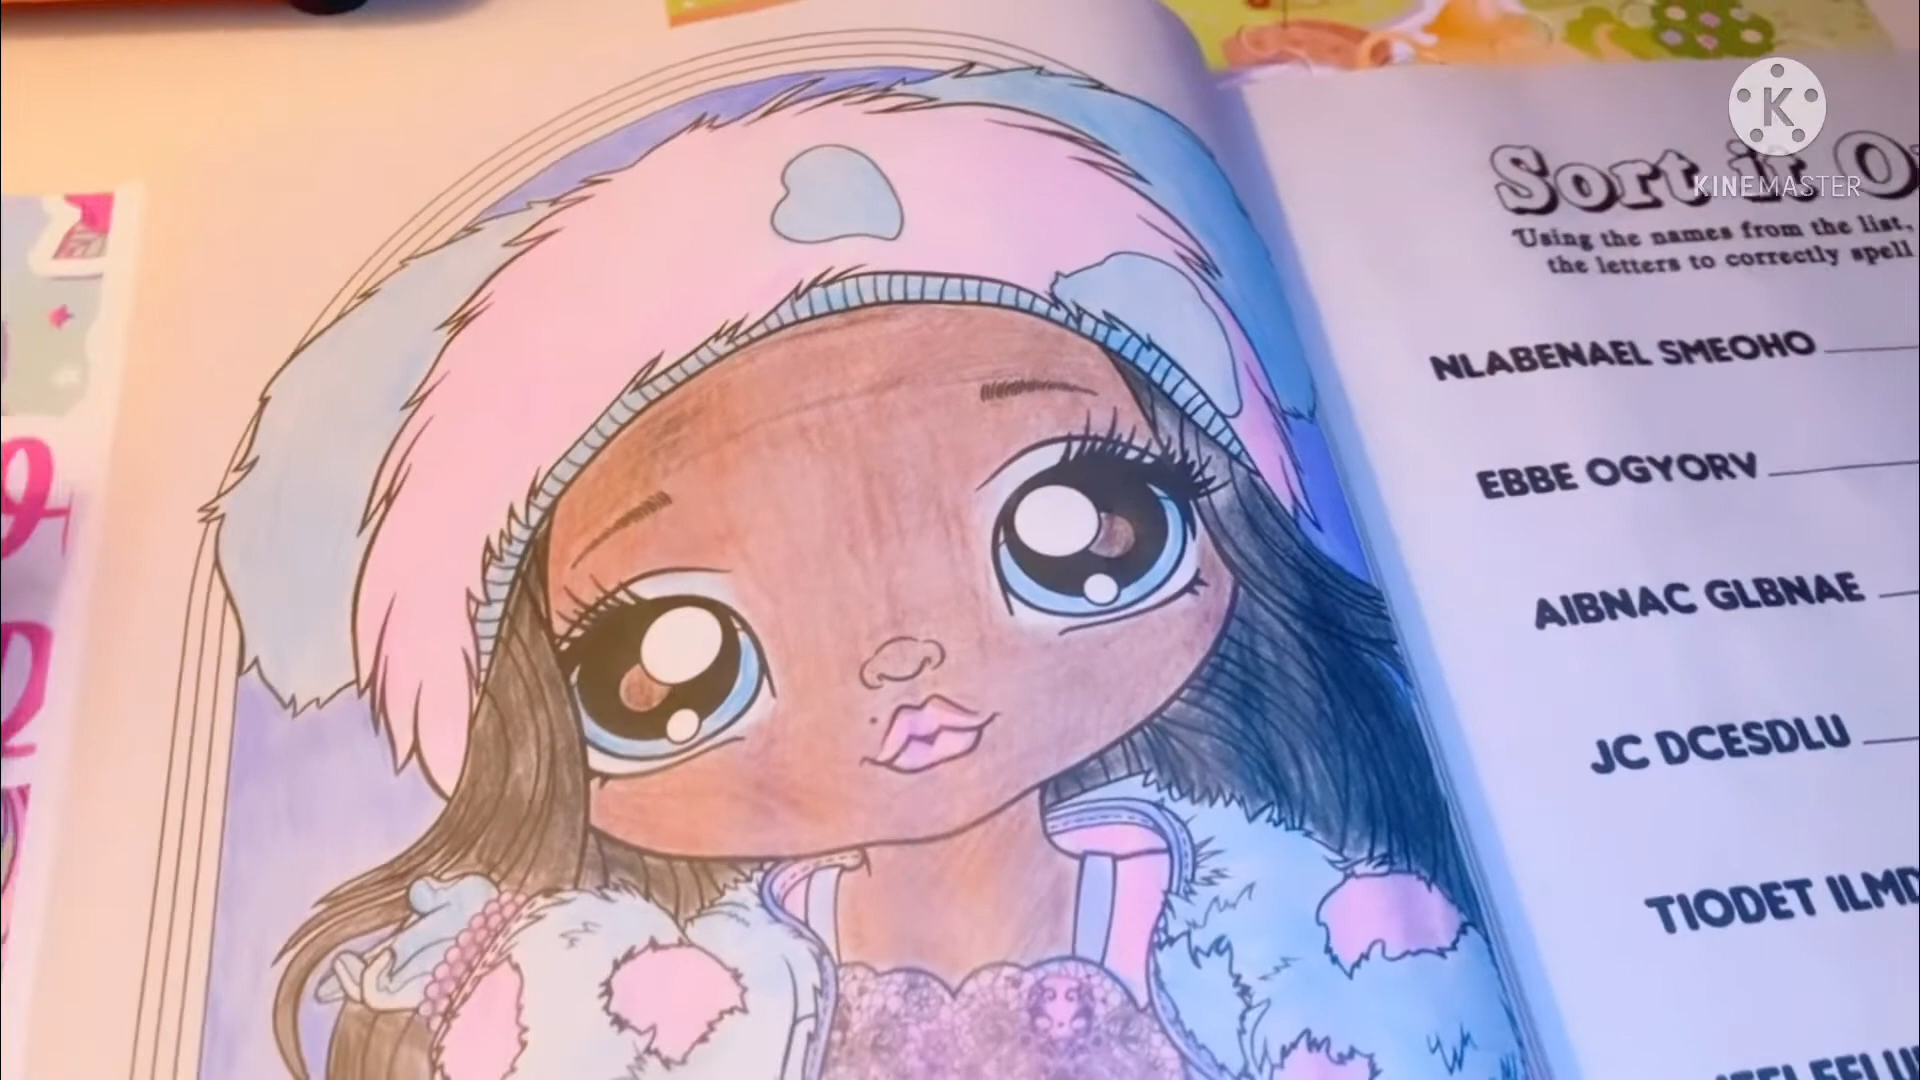 K
KINEMASTER
Sort it O
Using the names from the list,
the letters to correctly spell
NLABENAEL SMEOHO
EBBE OGYORV
AIBNAC GLBNAE
JC DCESDLU
TIODET ILMD